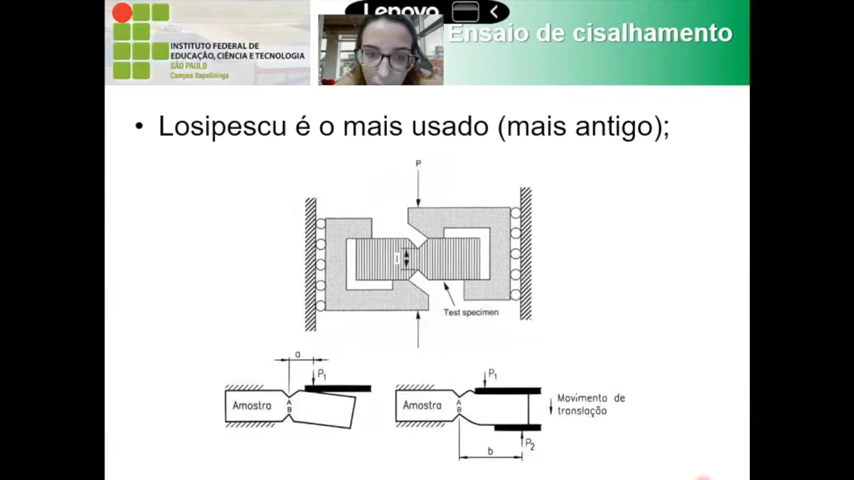 Lenovo
Ensaio de cisalhamento
INSTITUTO FEDERAL DE
EDUCAÇÃO, CIÊNCIA E TECNOLOGIA
SÃO PAULO
Campus Itapetininga
• Losipescu é o mais usado (mais antigo);
P
Test specimen
a
P1
P1
Amostra
A
B
Amostra
A
B
Movimento de
translação
P2
b